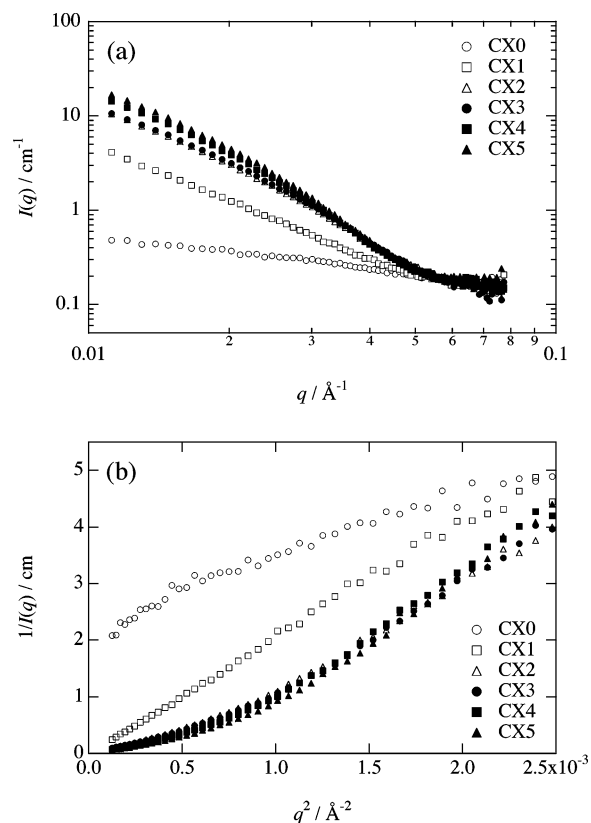 (a)
CX0
CX1
CX2
CX3
CX4
CX5
100
10
1
0.1
I(q) / cm⁻¹
0.01 2 3 4 5 6 7 8 9 0.1
q / Å⁻¹
(b)
5
4
3
2
1
0
1/I(q) / cm
CX0
CX1
CX2
CX3
CX4
CX5
0.0 0.5 1.0 1.5 2.0 2.5x10⁻³
q² / Å⁻²